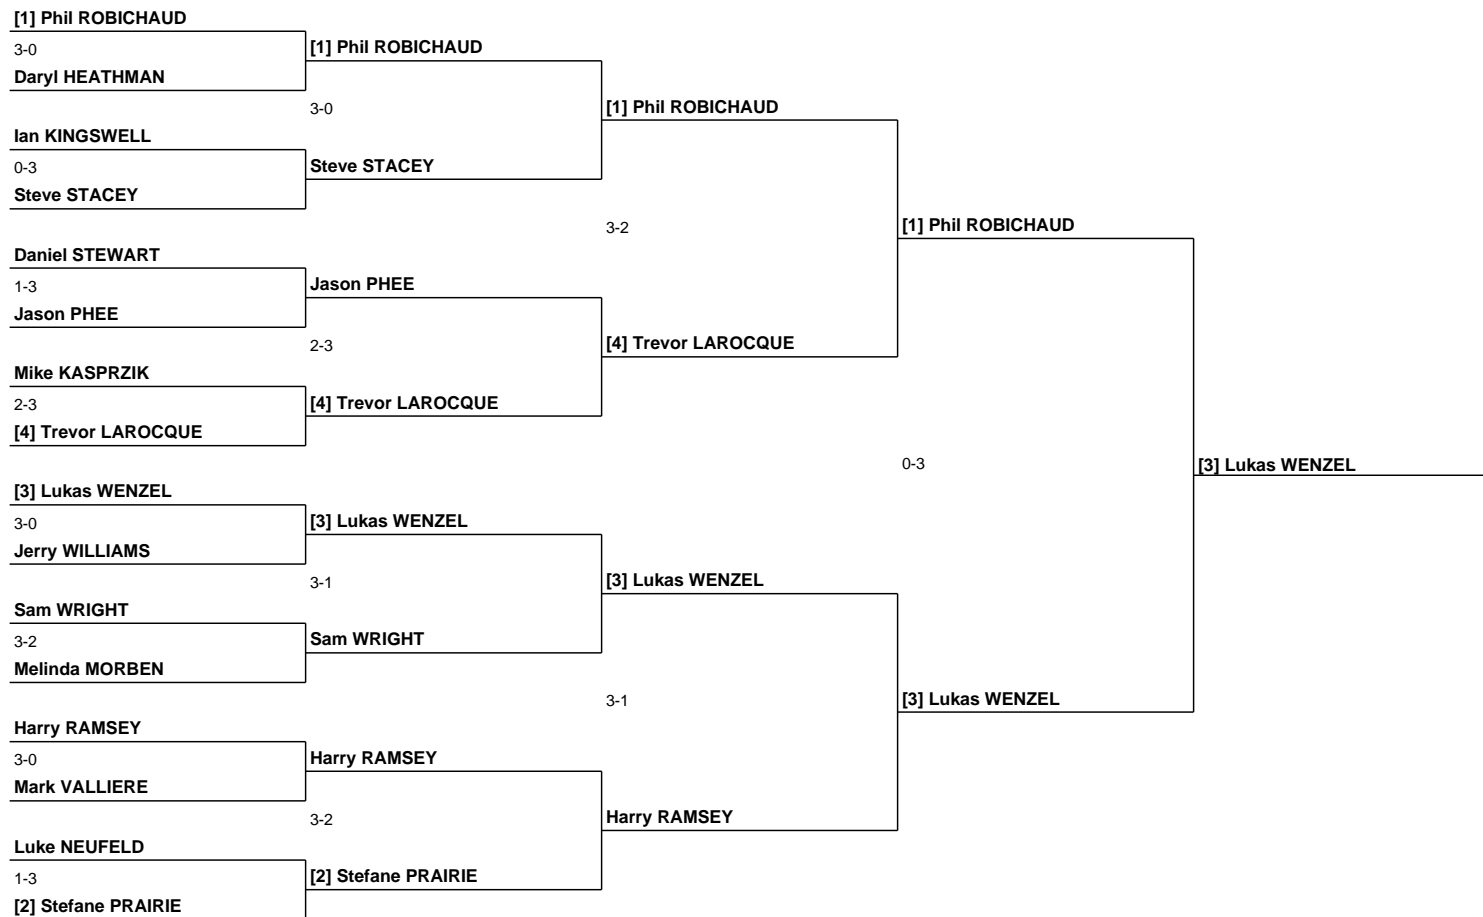 [1] Phil ROBICHAUD
3-0
Daryl HEATHMAN
Ian KINGSWELL
0-3
Steve STACEY
Daniel STEWART
1-3
Jason PHEE
Mike KASPRZIK
2-3
[4] Trevor LAROCQUE
[3] Lukas WENZEL
3-0
Jerry WILLIAMS
Sam WRIGHT
3-2
Melinda MORBEN
Harry RAMSEY
3-0
Mark VALLIERE
Luke NEUFELD
1-3
[2] Stefane PRAIRIE
[1] Phil ROBICHAUD
3-0
Steve STACEY
Jason PHEE
2-3
[4] Trevor LAROCQUE
[3] Lukas WENZEL
3-1
Sam WRIGHT
Harry RAMSEY
3-2
[2] Stefane PRAIRIE
[1] Phil ROBICHAUD
3-2
[4] Trevor LAROCQUE
[3] Lukas WENZEL
3-1
Harry RAMSEY
[1] Phil ROBICHAUD
0-3
[3] Lukas WENZEL
[3] Lukas WENZEL